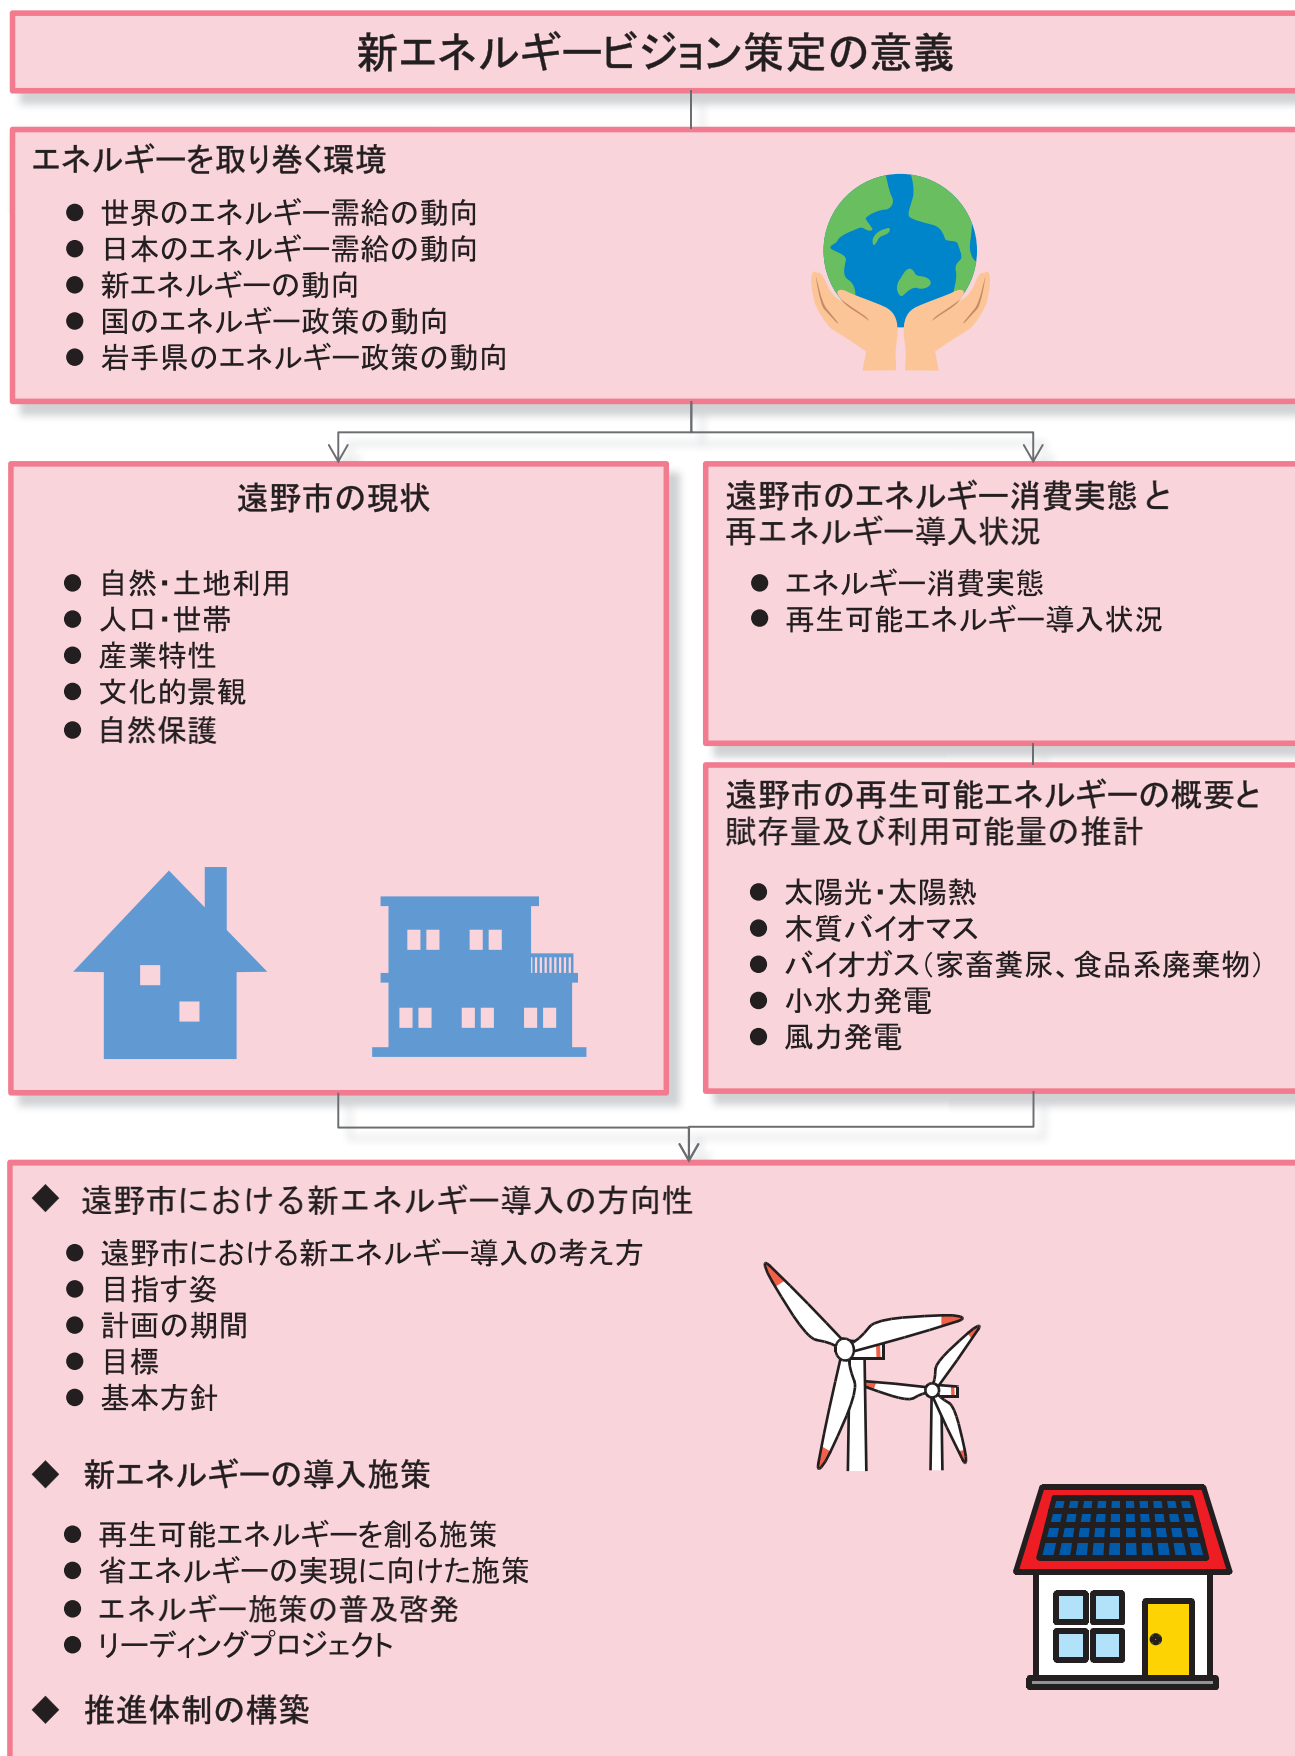 新エネルギービジョン策定の意義
エネルギーを取り巻く環境
● 世界のエネルギー需給の動向
● 日本のエネルギー需給の動向
● 新エネルギーの動向
● 国のエネルギー政策の動向
● 岩手県のエネルギー政策の動向
遠野市の現状
● 自然・土地利用
● 人口・世帯
● 産業特性
● 文化的景観
● 自然保護
遠野市のエネルギー消費実態と
再エネルギー導入状況
● エネルギー消費実態
● 再生可能エネルギー導入状況
遠野市の再生可能エネルギーの概要と
賦存量及び利用可能量の推計
● 太陽光・太陽熱
● 木質バイオマス
● バイオガス（家畜糞尿、食品系廃棄物）
● 小水力発電
● 風力発電
◆ 遠野市における新エネルギー導入の方向性
● 遠野市における新エネルギー導入の考え方
● 目指す姿
● 計画の期間
● 目標
● 基本方針
◆ 新エネルギーの導入施策
● 再生可能エネルギーを創る施策
● 省エネルギーの実現に向けた施策
● エネルギー施策の普及啓発
● リーディングプロジェクト
◆ 推進体制の構築